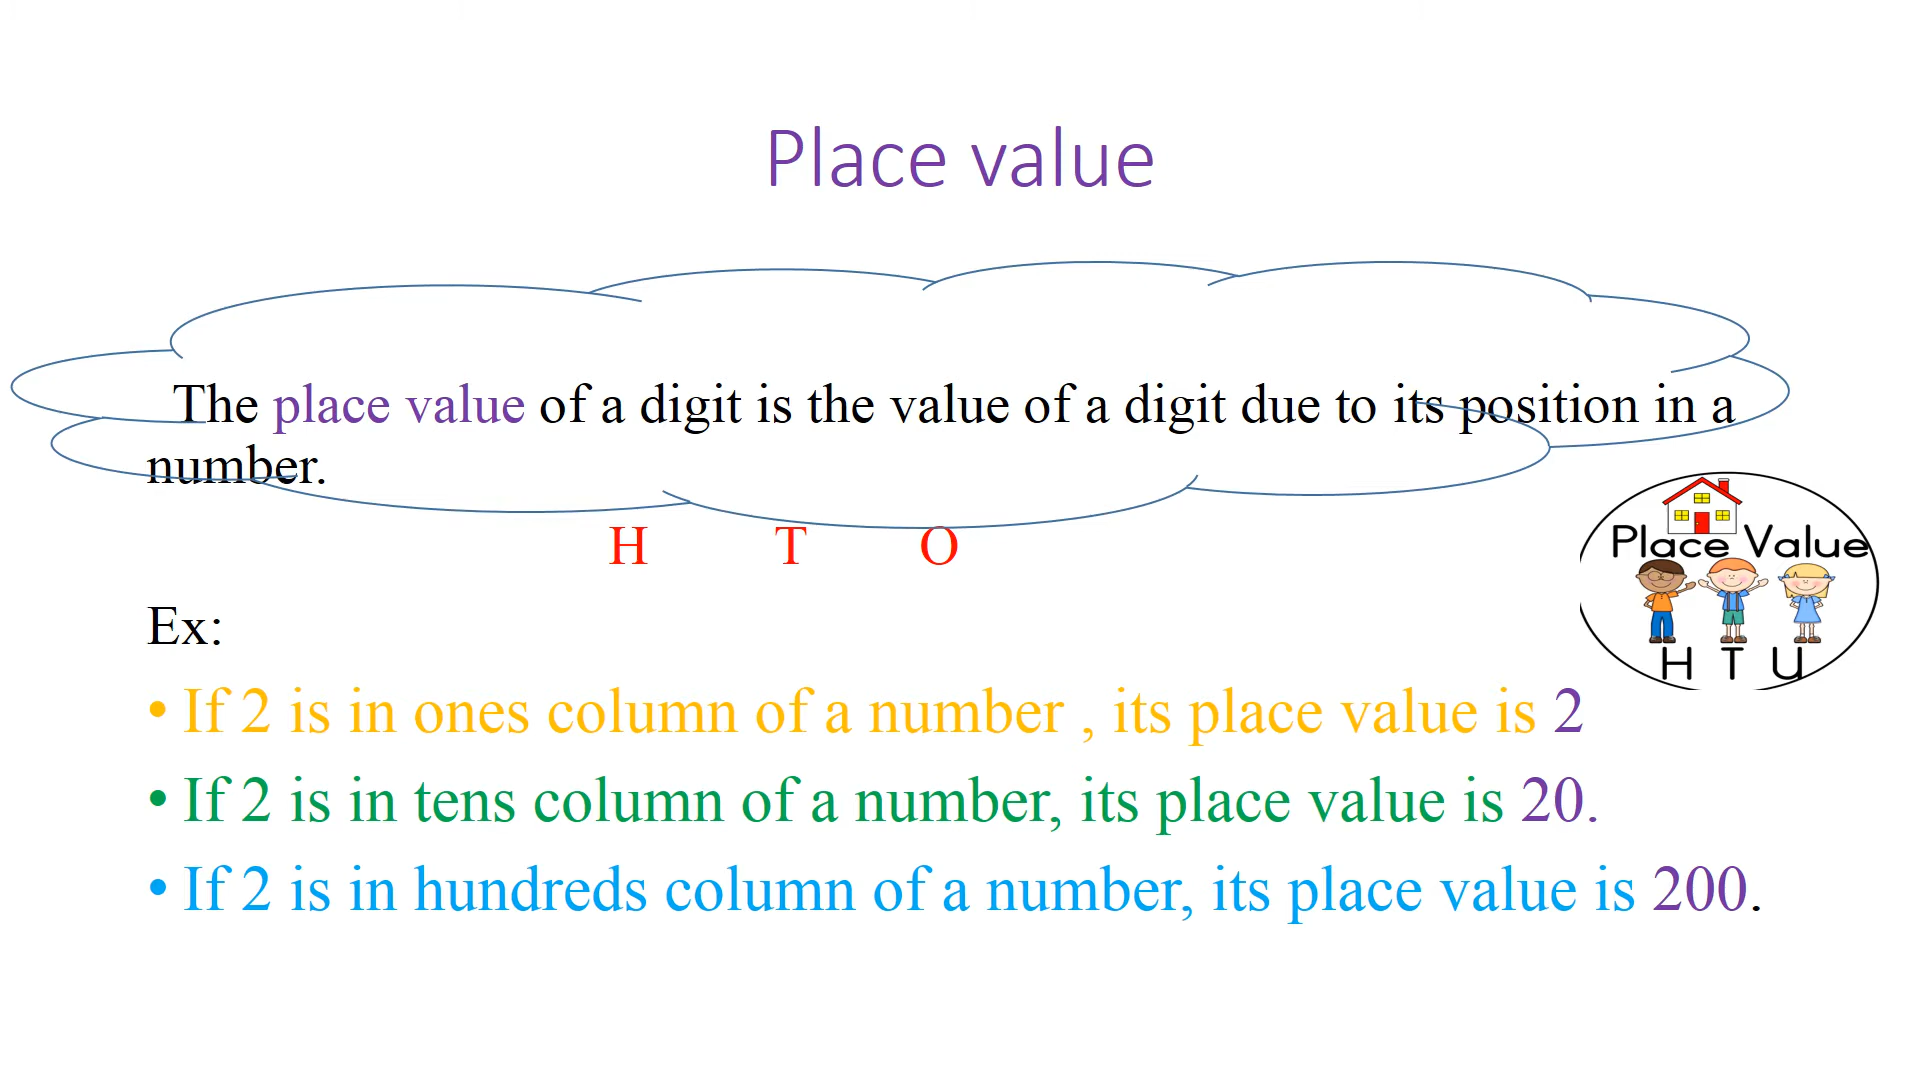 Place value
The place value of a digit is the value of a digit due to its position in a
number.
H T O
Place Value
H T U
Ex:
• If 2 is in ones column of a number , its place value is 2
• If 2 is in tens column of a number, its place value is 20.
• If 2 is in hundreds column of a number, its place value is 200.